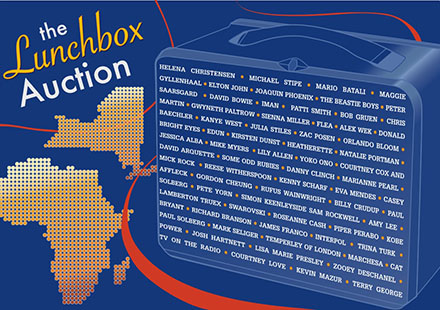 the
Lunchbox
Auction
HELENA CHRISTENSEN • MICHAEL STIPE • MARIO BATALI • MAGGIE
GYLLENHAAL • ELTON JOHN • JOAQUIN PHOENIX • THE BEASTIE BOYS • PETER
SAARSGARD • DAVID BOWIE • IMAN • PATTI SMITH • BOB GRUEN • CHRIS
MARTIN • GWYNETH PALTROW • SIENNA MILLER • FLEA • ALEX WEK • DONALD
BAECHLER • KANYE WEST • JULIA STILES • ZAC POSEN • ORLANDO BLOOM •
BRIGHT EYES • EDUN • KIRSTEN DUNST • HEATHERETTE • NATALIE PORTMAN •
JESSICA ALBA • MIKE MYERS • LILY ALLEN • YOKO ONO • COURTENEY COX AND
DAVID ARQUETTE • SOME ODD RUBIES • DANNY CLINCH • MARIANNE PEARL •
MICK ROCK • REESE WITHERSPOON • KENNY SCHARF • EVA MENDES • CASEY
AFFLECK • GORDON CHEUNG • RUFUS WAINWRIGHT • BILLY CRUDUP • PAUL
SOLBERG • PETE YORN • SIMON KEENLEYSIDE SAM ROCKWELL • AMY LEE •
LAMBERTON TRUEX • SWAROVSKI • ROSEANNE CASH • PIPER PERABO • KOBE
BRYANT • RICHARD BRANSON • JAMES FRANCO • INTERPOL • TRINA TURK •
PAUL SOLBERG • MARK SELIGER • TEMPERLEY OF LONDON • MARCHESA • CAT
POWER • JOSH HARTNETT • LISA MARIE PRESLEY • ZOOEY DESCHANEL •
TV ON THE RADIO • COURTNEY LOVE • KEVIN MAZUR • TERRY GEORGE